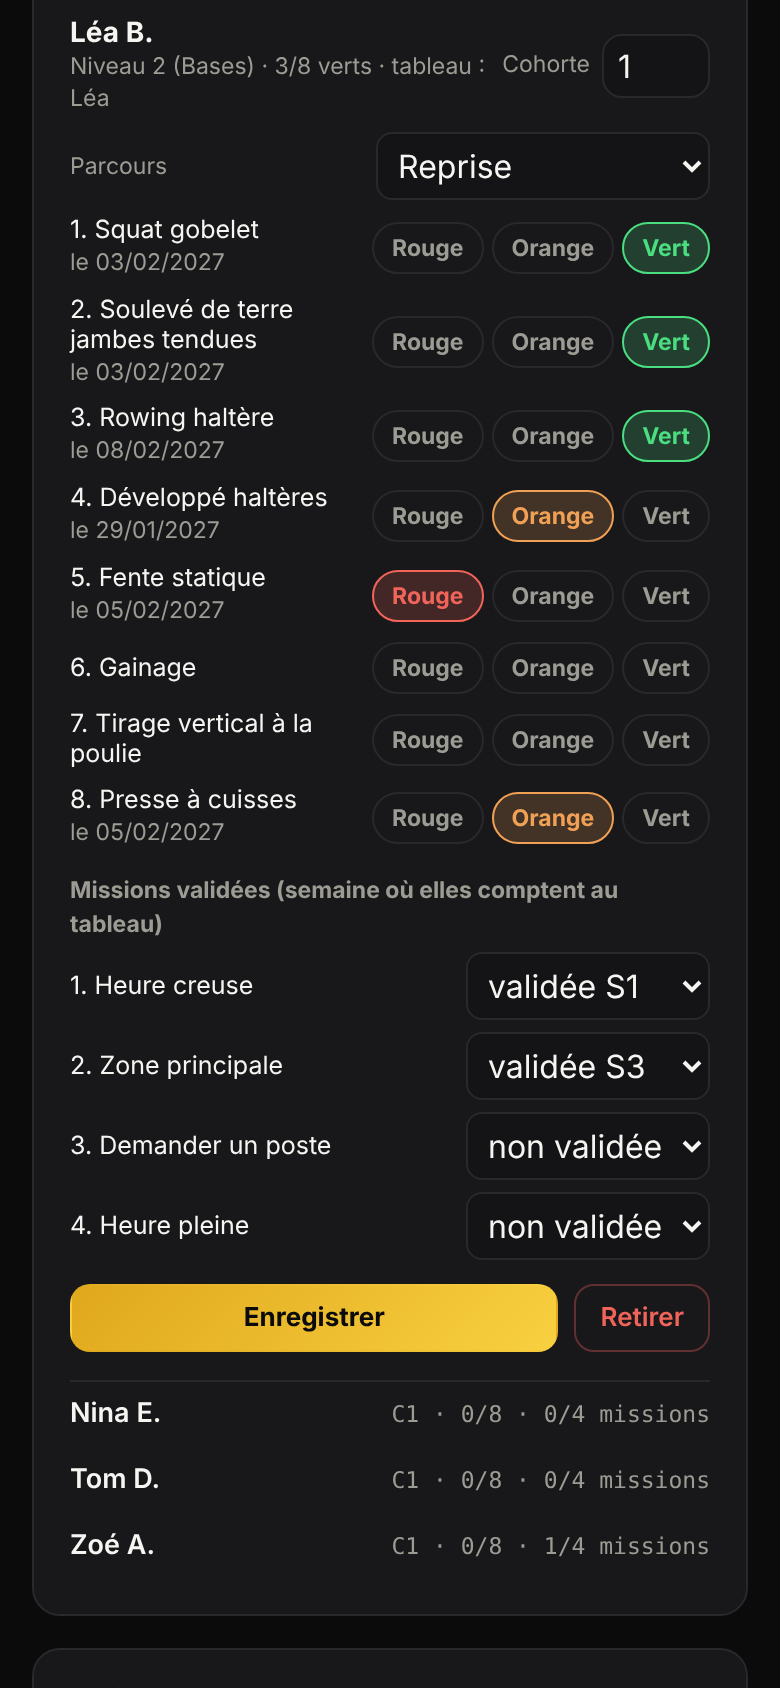 Léa B.
Niveau 2 (Bases) · 3/8 verts · tableau :
Léa
Cohorte
1
Parcours
Reprise
1. Squat gobelet
le 03/02/2027
Rouge Orange Vert
2. Soulevé de terre
jambes tendues
le 03/02/2027
Rouge Orange Vert
3. Rowing haltère
le 08/02/2027
Rouge Orange Vert
4. Développé haltères
le 29/01/2027
Rouge Orange Vert
5. Fente statique
le 05/02/2027
Rouge Orange Vert
6. Gainage
Rouge Orange Vert
7. Tirage vertical à la
poulie
Rouge Orange Vert
8. Presse à cuisses
le 05/02/2027
Rouge Orange Vert
Missions validées (semaine où elles comptent au
tableau)
1. Heure creuse
validée S1
2. Zone principale
validée S3
3. Demander un poste
non validée
4. Heure pleine
non validée
Enregistrer
Retirer
Nina E.
C1 · 0/8 · 0/4 missions
Tom D.
C1 · 0/8 · 0/4 missions
Zoé A.
C1 · 0/8 · 1/4 missions